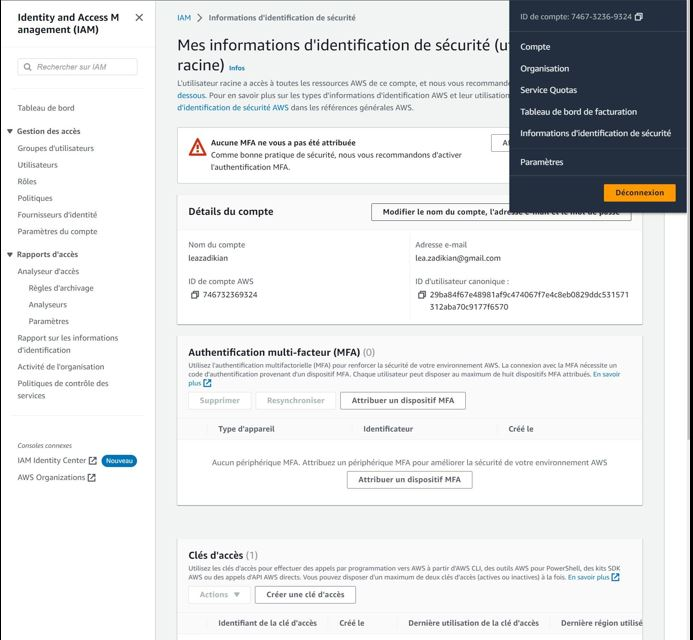 Identity and Access M
anagement (IAM)
Rechercher sur IAM
Tableau de bord
Gestion des accès
Groupes d'utilisateurs
Utilisateurs
Rôles
Politiques
Fournisseurs d'identité
Paramètres du compte
Rapports d'accès
Analyseur d'accès
Règles d'archivage
Analyseurs
Paramètres
Rapport sur les informations
d'identification
Activité de l'organisation
Politiques de contrôle des
services
Consoles connexes
IAM Identity Center Nouveau
AWS Organizations
IAM > Informations d'identification de sécurité
Mes informations d'identification de sécurité
racine) Infos
L'utilisateur racine a accès à toutes les ressources AWS de ce compte, et nous vous
dessous. Pour en savoir plus sur les types d'informations d'identification AWS et leur
d'identification de sécurité AWS dans les références générales AWS.
Aucune MFA ne vous a pas été attribuée
Comme bonne pratique de sécurité, nous vous recommandons d'activer
l'authentification MFA.
ID de compte: 7467-3236-9324
Compte
Organisation
Service Quotas
Tableau de bord de facturation
Informations d'identification de sécurité
Paramètres
Déconnexion
Détails du compte
Modifier le nom du compte, l'adresse e-mail et le mot de passe
Nom du compte
leazadikian
Adresse e-mail
lea.zadikian@gmail.com
ID de compte AWS
746732369324
ID d'utilisateur canonique :
29ba84f67e48981af9c474067f7e4c8eb0829ddc531571
312aba70c9177f6570
Authentification multi-facteur (MFA) (0)
Utilisez l'authentification multifactorielle (MFA) pour renforcer la sécurité de votre environnement AWS. La connexion avec la MFA nécessite un
code d'authentification provenant d'un dispositif MFA. Chaque utilisateur peut disposer au maximum de huit dispositifs MFA attribués. En savoir
plus
Supprimer
Resynchroniser
Attribuer un dispositif MFA
Type d'appareil
Identificateur
Créé le
Aucun périphérique MFA. Attribuez un périphérique MFA pour améliorer la sécurité de votre environnement AWS
Attribuer un dispositif MFA
Clés d'accès (1)
Utilisez les clés d'accès pour effectuer des appels par programmation vers AWS à partir d'AWS CLI, des outils AWS pour PowerShell, des kits SDK
AWS ou des appels d'API AWS directs. Vous pouvez disposer d'un maximum de deux clés d'accès (actives ou inactives) à la fois. En savoir plus
Actions
Créer une clé d'accès
Identifiant de la clé d'accès
Créé le
Dernière utilisation de la clé d'accès
Dernière région utilisé